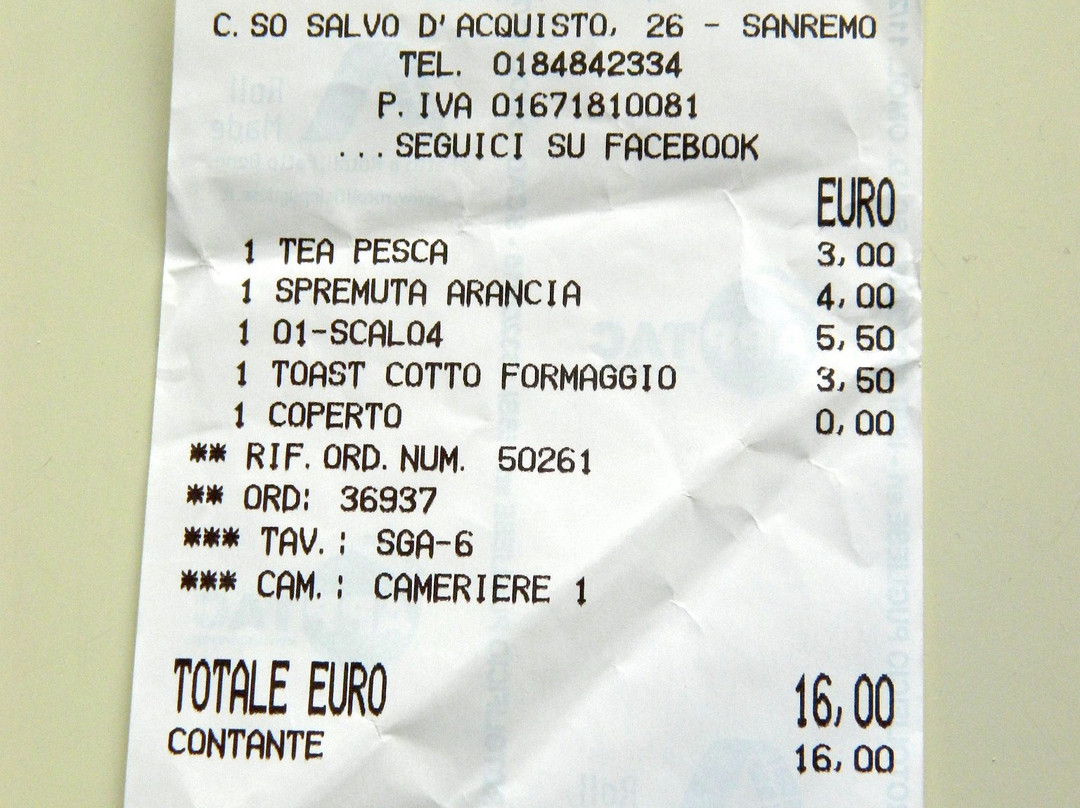 C.SO SALVO D'ACQUISTO, 26 - SANREMO
TEL. 0184842334
P.IVA 01671810081
...SEGUICI SU FACEBOOK
EURO
1 TEA PESCA 3,00
1 SPREMUTA ARANCIA 4,00
1 01-SCAL04 5,50
1 TOAST COTTO FORMAGGIO 3,50
1 COPERTO 0,00
** RIF.ORD.NUM. 50261
** ORD: 36937
*** TAV.: SGA-6
*** CAM.: CAMERIERE 1
TOTALE EURO 16,00
CONTANTE 16,00